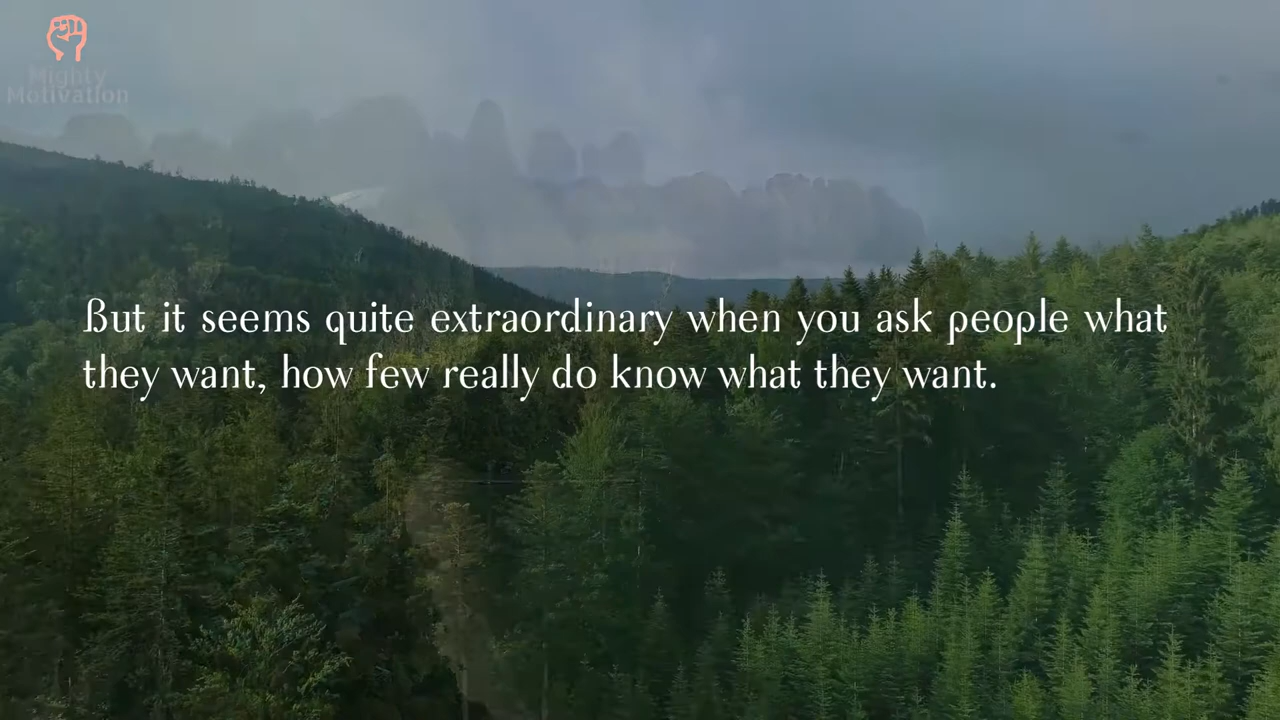 Mighty
Motivation
But it seems quite extraordinary when you ask people what
they want, how few really do know what they want.